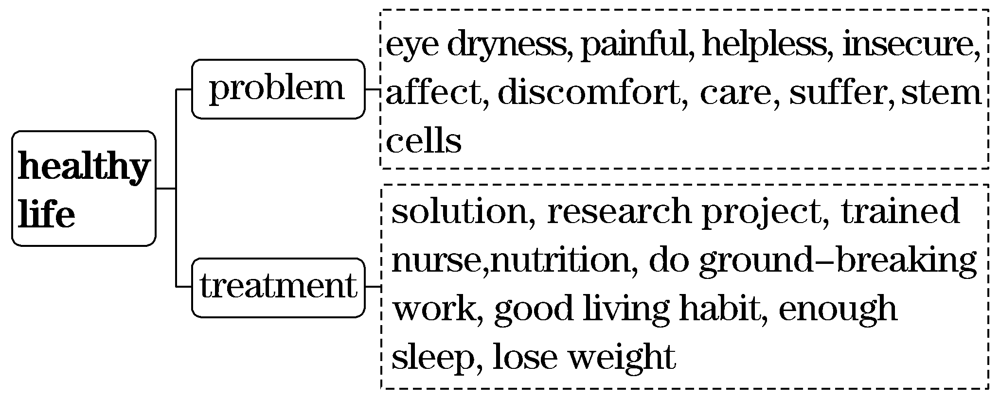 healthy
life
problem
eye dryness, painful, helpless, insecure,
affect, discomfort, care, suffer, stem
cells
treatment
solution, research project, trained
nurse,nutrition, do ground–breaking
work, good living habit, enough
sleep, lose weight